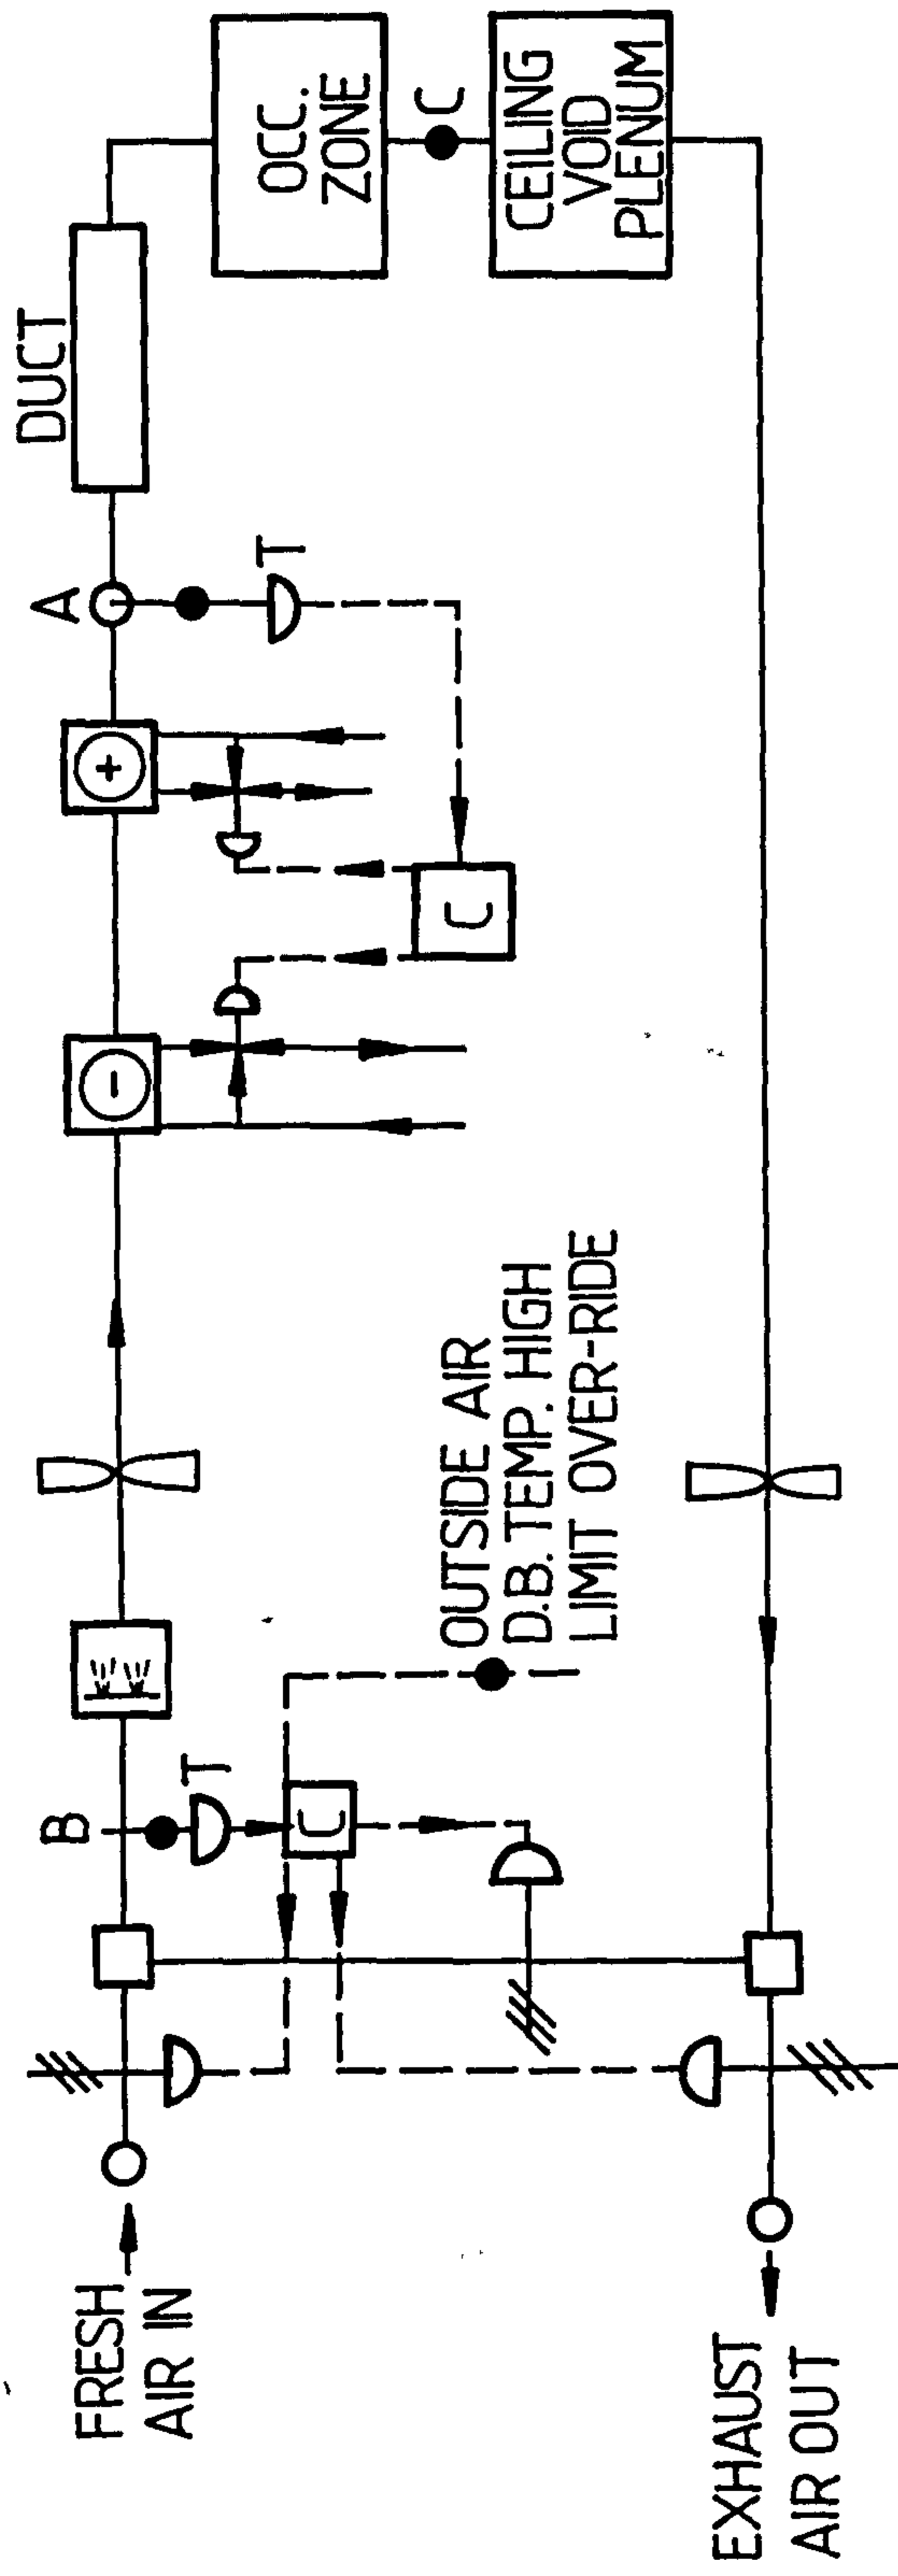 FRESH
AIR IN
B
T
C
OUTSIDE AIR
D.B. TEMP. HIGH
LIMIT OVER-RIDE
-
+
C
A
T
DUCT
OCC.
ZONE
C
CEILING
VOID
PLENUM
EXHAUST
AIR OUT